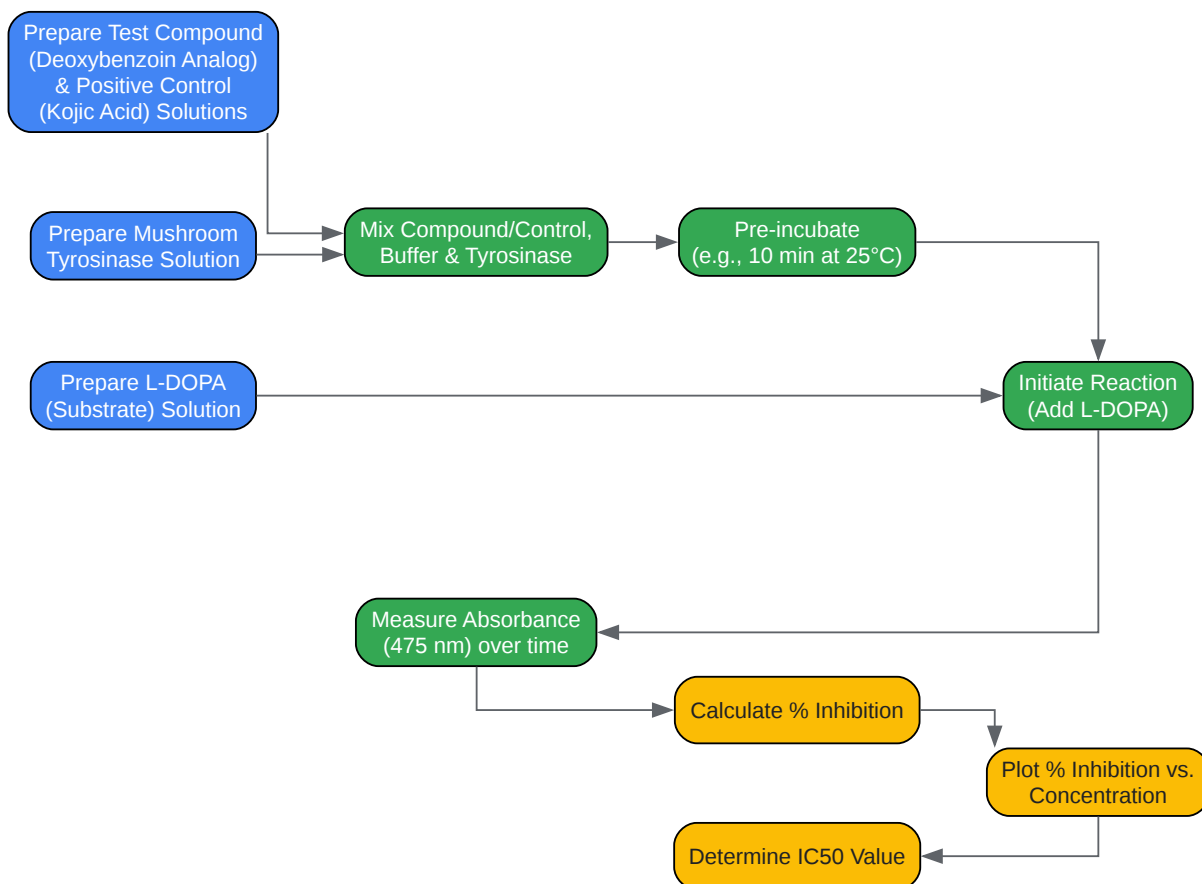 Prepare Test Compound
(Deoxybenzoin Analog)
& Positive Control
(Kojic Acid) Solutions
Prepare Mushroom
Tyrosinase Solution
Mix Compound/Control,
Buffer & Tyrosinase
Pre-incubate
(e.g., 10 min at 25°C)
Prepare L-DOPA
(Substrate) Solution
Initiate Reaction
(Add L-DOPA)
Measure Absorbance
(475 nm) over time
Calculate % Inhibition
Plot % Inhibition vs.
Concentration
Determine IC50 Value